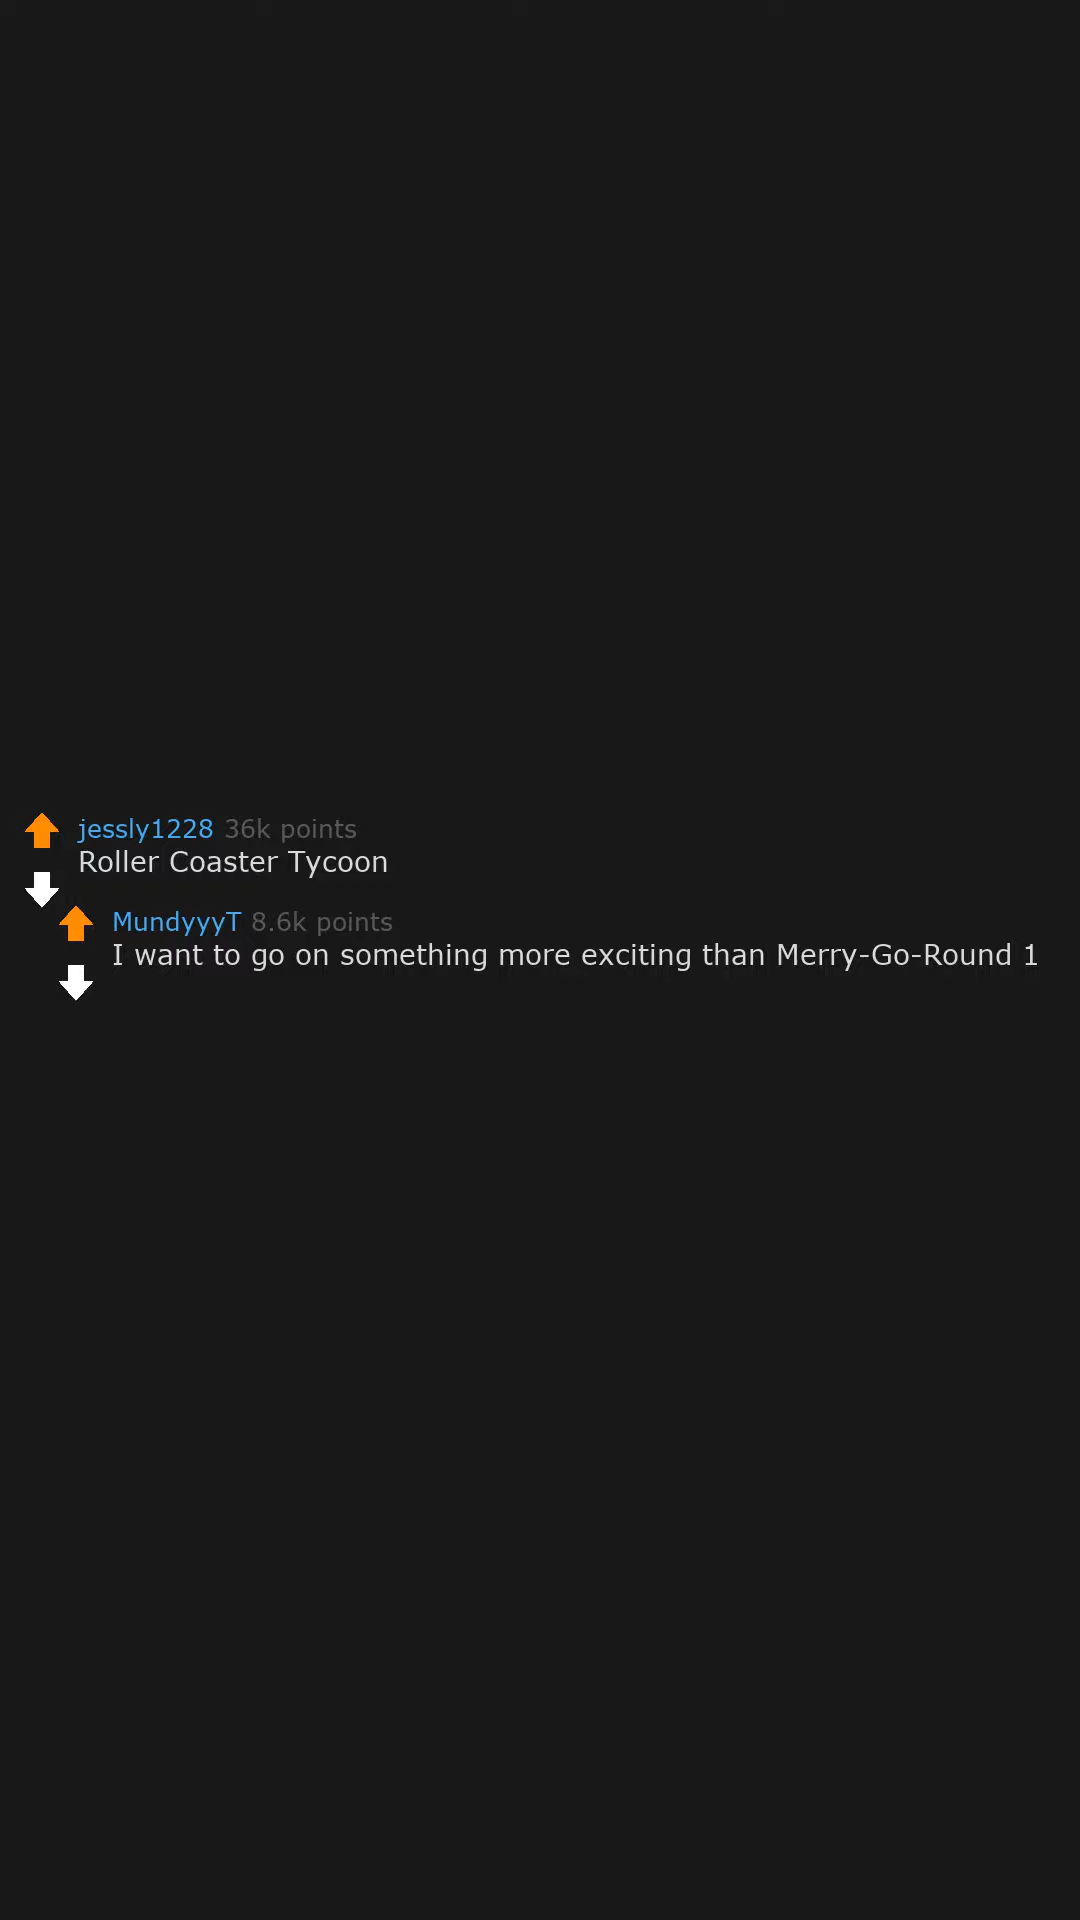 jessly1228 36k points
Roller Coaster Tycoon
MundyyyT 8.6k points
I want to go on something more exciting than Merry-Go-Round 1